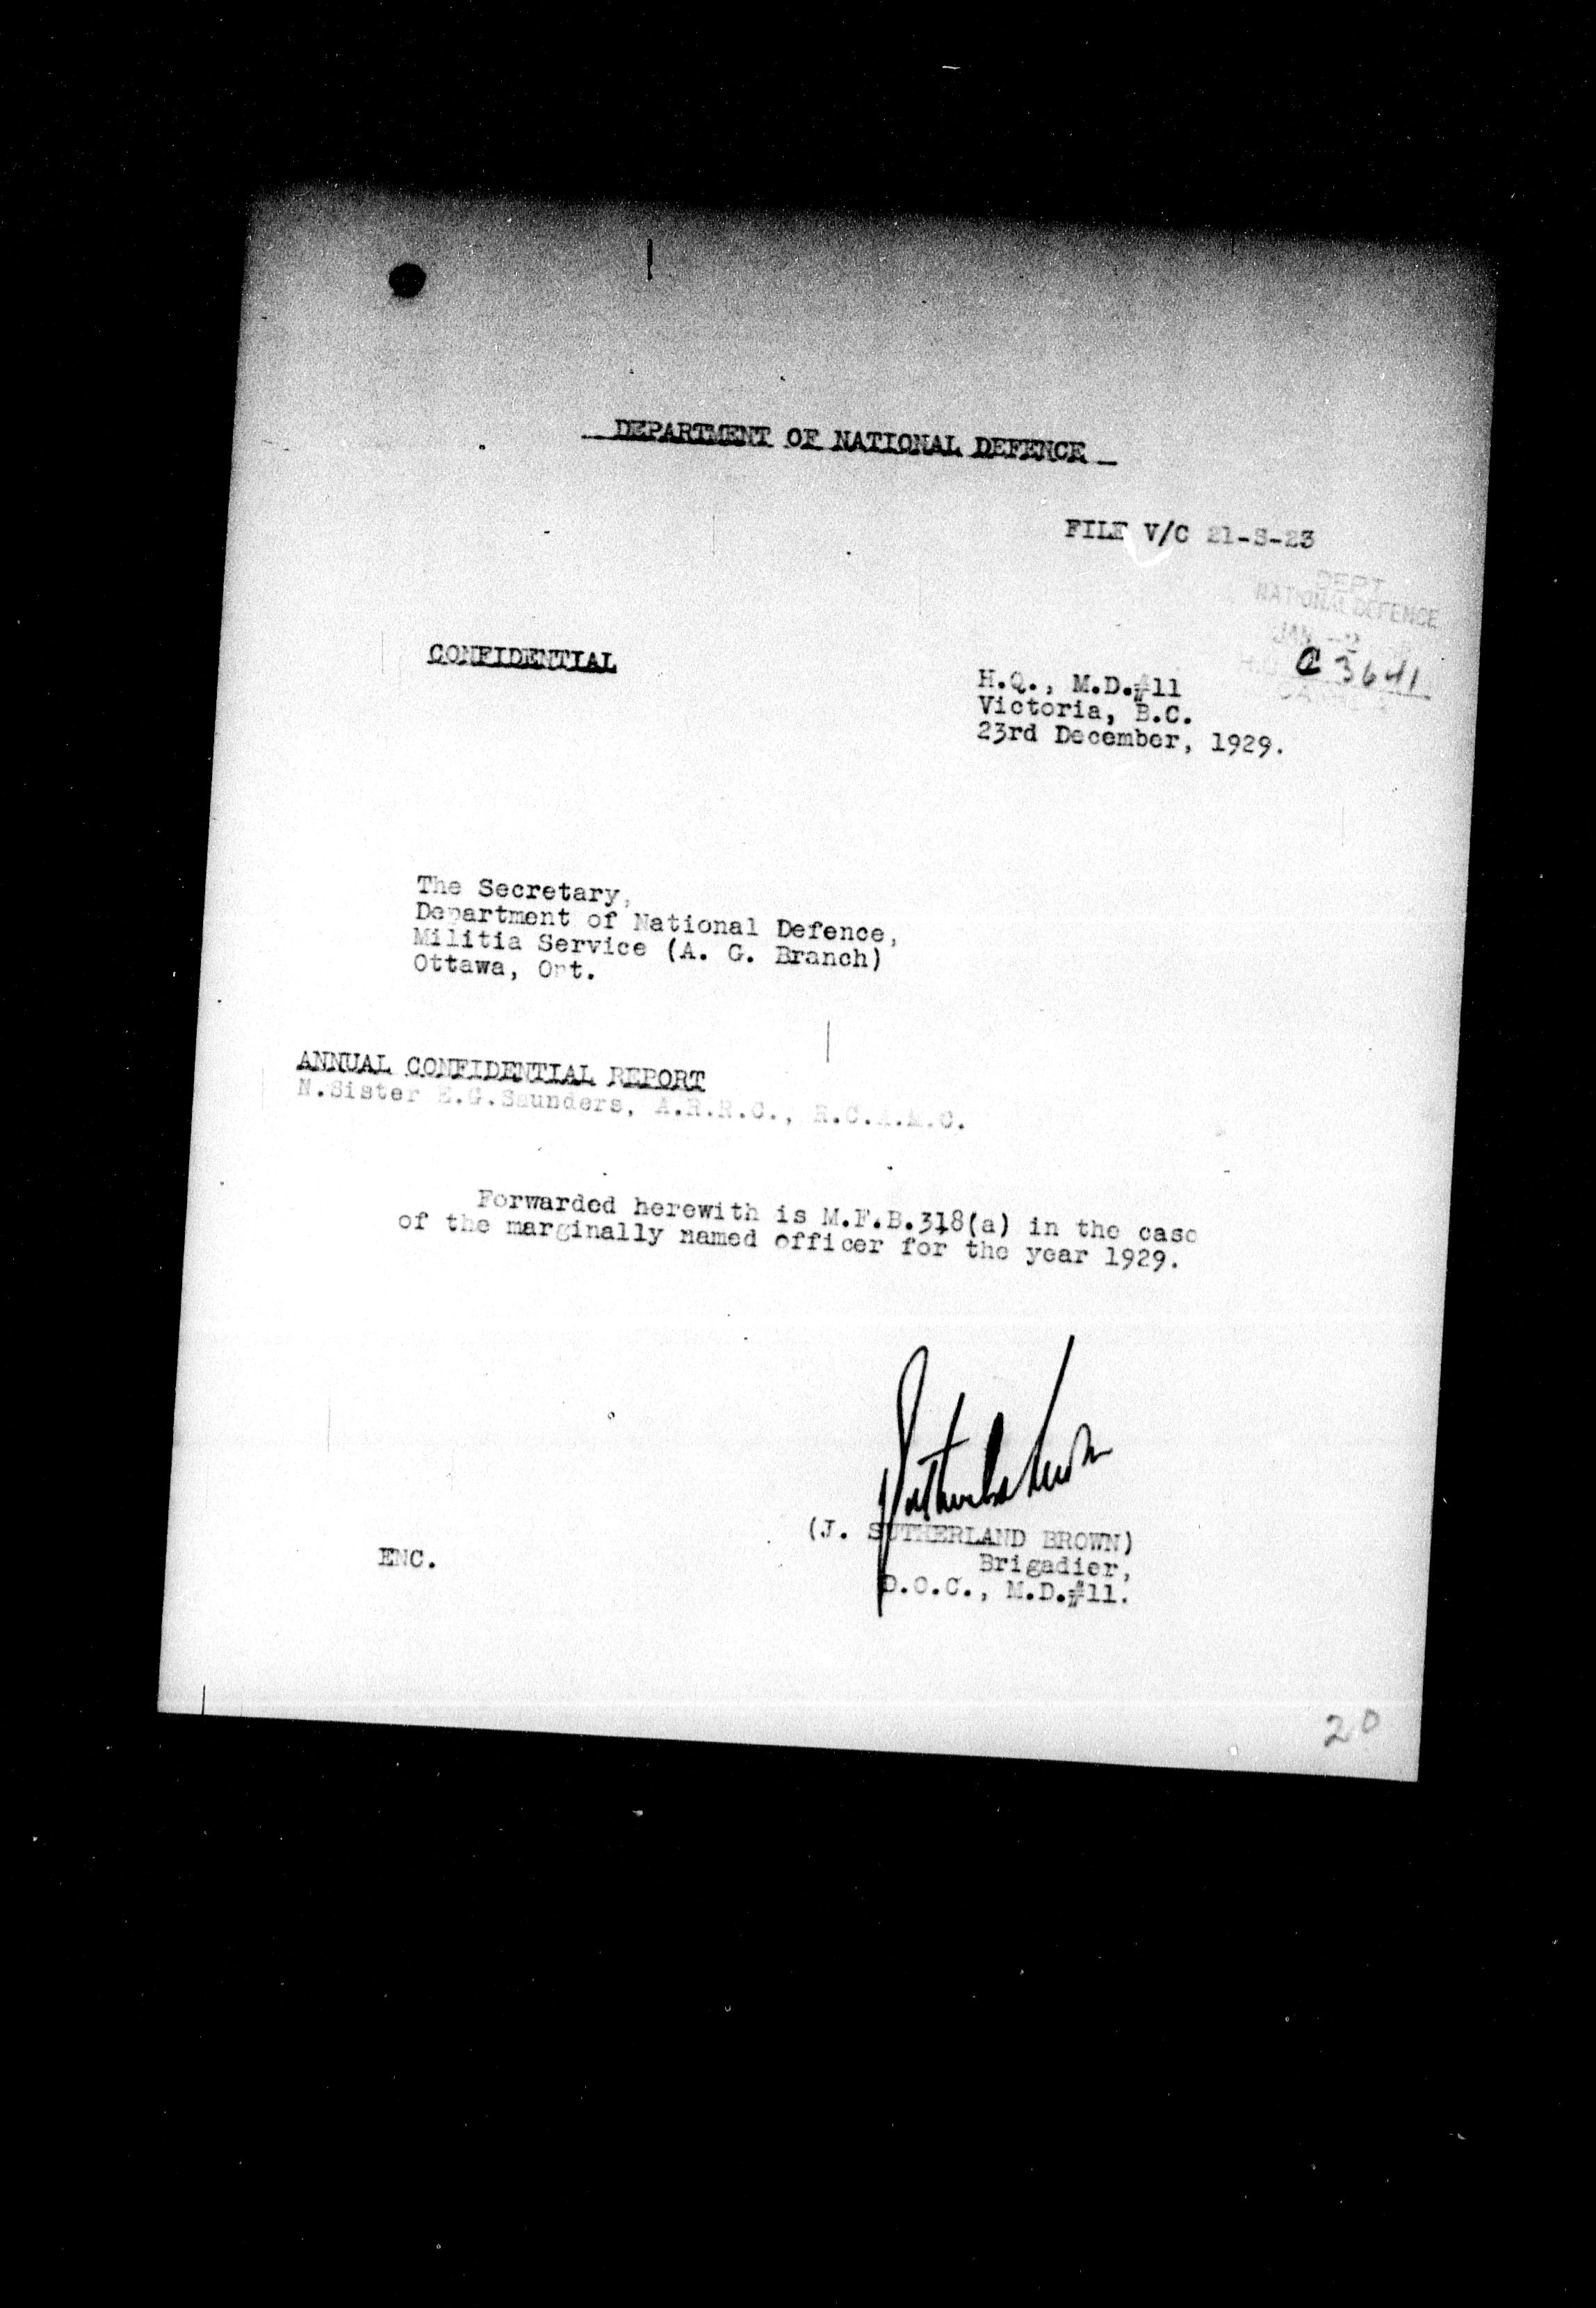 DEPARTMENT OF NATIONAL DEFENCE
FILE V/C 21-S-23
DEPT
NATIONAL DEFENCE
JAN -2
C 3641
CONFIDENTIAL
H.Q., M.D.#11
Victoria, B.C.
23rd December, 1929.
The Secretary,
Department of National Defence,
Militia Service (A. G. Branch)
Ottawa, Ont.
ANNUAL CONFIDENTIAL REPORT
N.Sister E.G.Saunders, A.R.R.C., R.C.A.M.C.
Forwarded herewith is M.F.B.318(a) in the case
of the marginally named officer for the year 1929.
(J. SUTHERLAND BROWN)
Brigadier,
D.O.C., M.D.#11.
ENC.
20